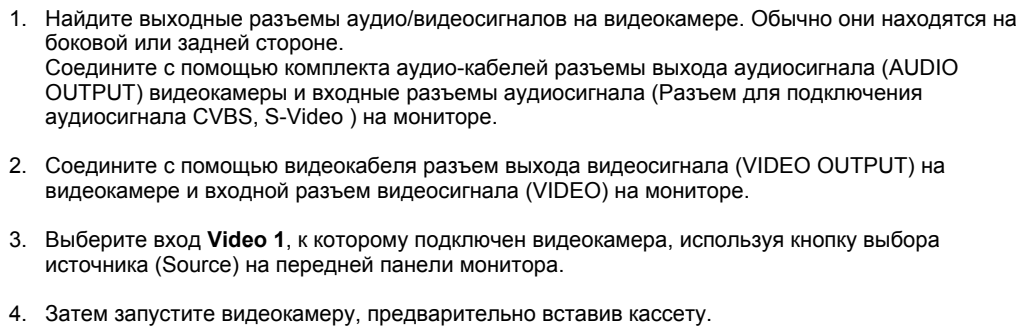 1. Найдите выходные разъемы аудио/видеосигналов на видеокамере. Обычно они находятся на
боковой или задней стороне.
Соедините с помощью комплекта аудио-кабелей разъемы выхода аудиосигнала (AUDIO
OUTPUT) видеокамеры и входные разъемы аудиосигнала (Разъем для подключения
аудиосигнала CVBS, S-Video ) на мониторе.
2. Соедините с помощью видеокабеля разъем выхода видеосигнала (VIDEO OUTPUT) на
видеокамере и входной разъем видеосигнала (VIDEO) на мониторе.
3. Выберите вход Video 1, к которому подключен видеокамера, используя кнопку выбора
источника (Source) на передней панели монитора.
4. Затем запустите видеокамеру, предварительно вставив кассету.